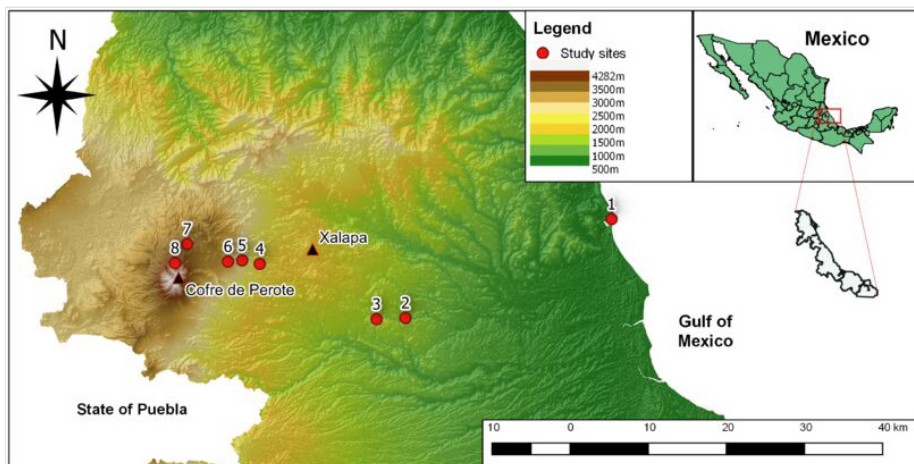 N
Legend
Study sites
4282m
3500m
3000m
2500m
2000m
1500m
1000m
500m
Mexico
1
7
8
6
5
4
Xalapa
Cofre de Perote
3
2
Gulf of
Mexico
State of Puebla
10
0
10
20
30
40 km